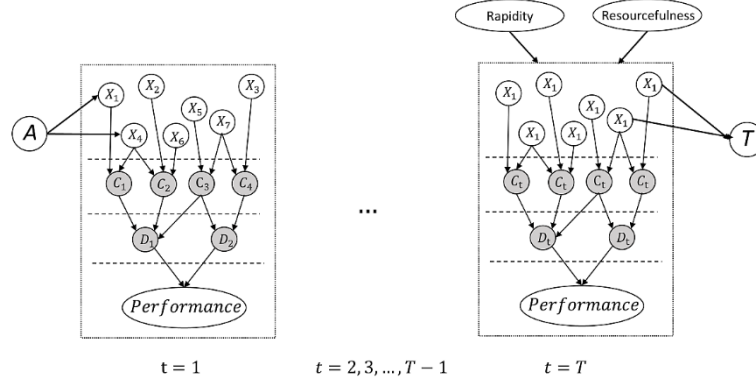 Rapidity
Resourcefulness
A
X₁
X₂
X₃
X₄
X₅
X₆
X₇
C₁
C₂
C₃
C₄
D₁
D₂
Performance
t = 1
...
t = 2, 3, ..., T − 1
X₁
X₁
X₁
X₁
X₁
X₁
X₁
Cₜ
Cₜ
Cₜ
Cₜ
Dₜ
Dₜ
Performance
T
t = T